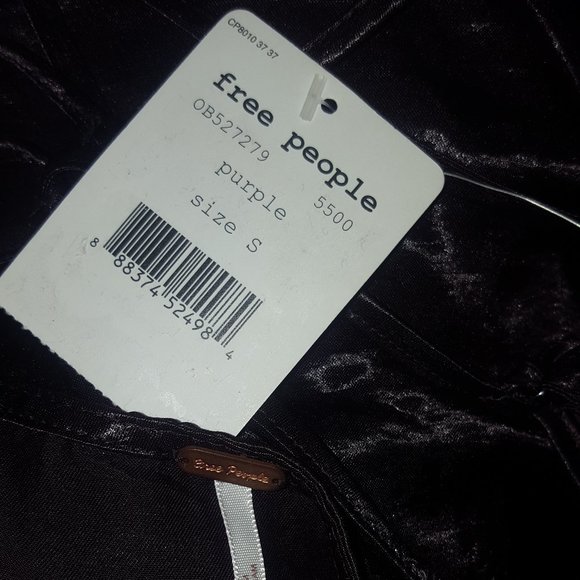 CP8010 37 37
free people
OB527279 5500
purple
size S
8 88374 52498 4
Free People